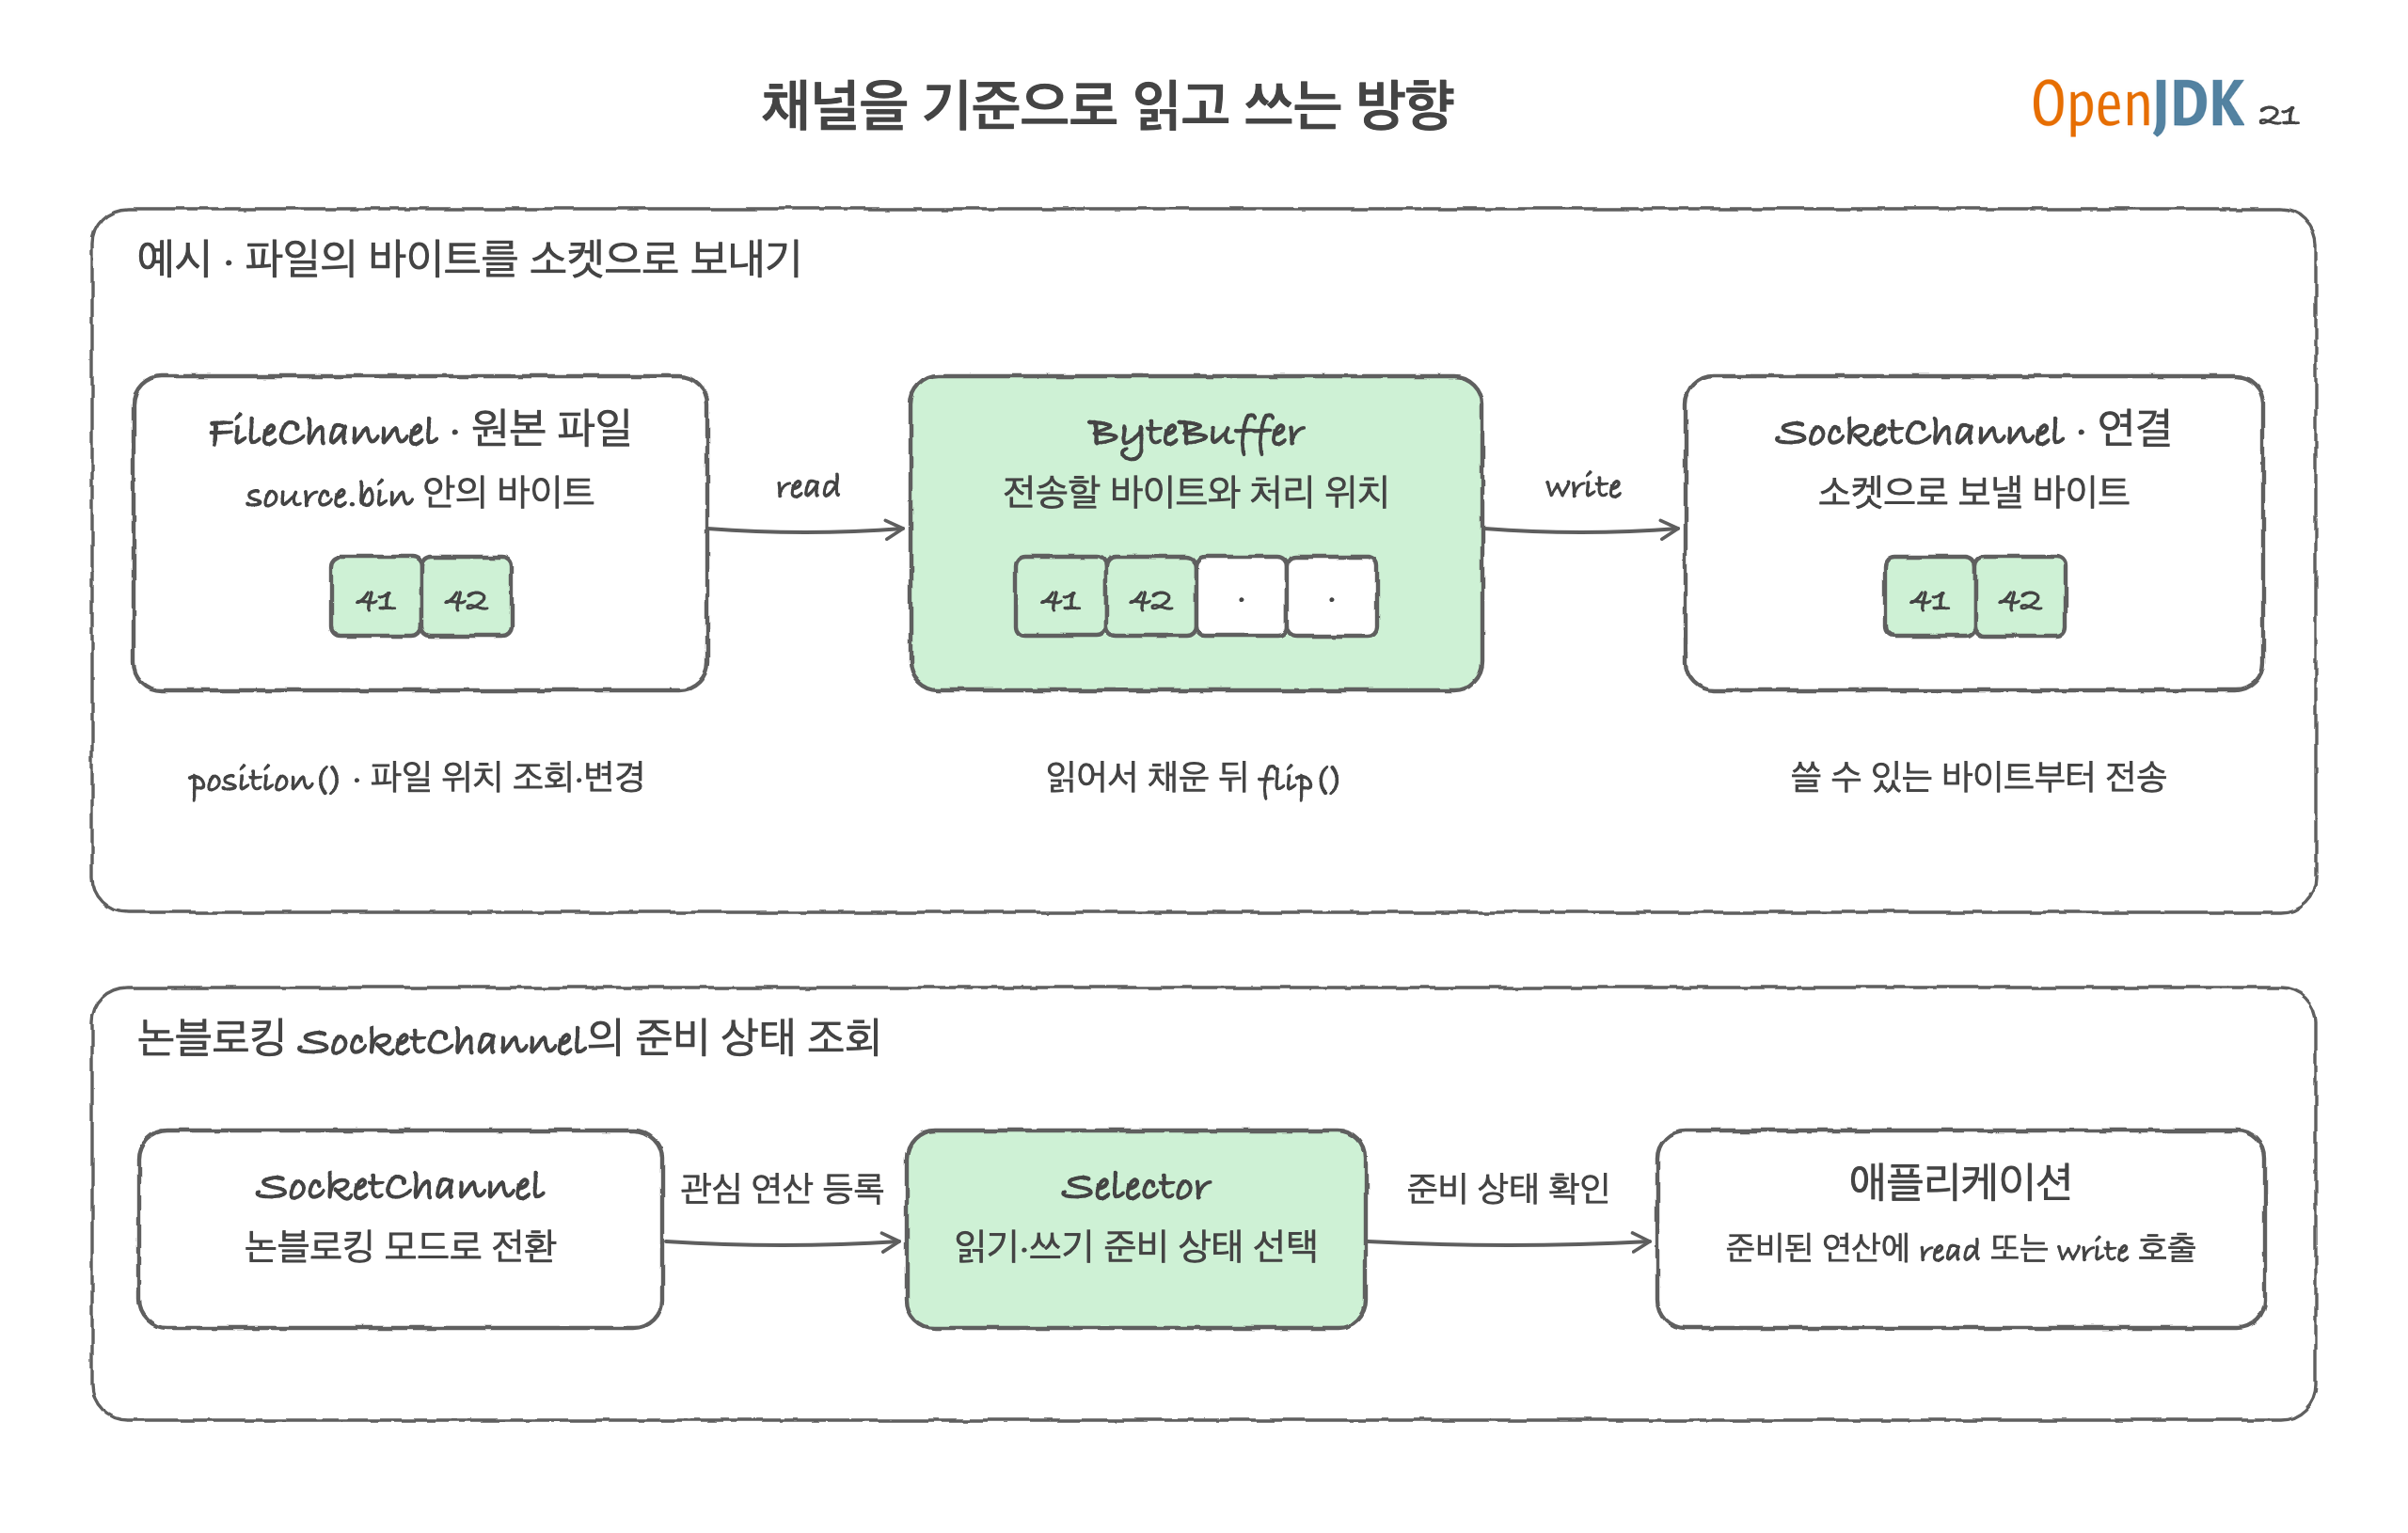 채널을 기준으로 읽고 쓰는 방향
OpenJDK 21
예시 · 파일의 바이트를 소켓으로 보내기
FileChannel · 원본 파일
source.bin 안의 바이트
41 42
read
ByteBuffer
전송할 바이트와 처리 위치
41 42 · ·
write
SocketChannel · 연결
소켓으로 보낼 바이트
41 42
position() · 파일 위치 조회·변경
읽어서 채운 뒤 flip()
쓸 수 있는 바이트부터 전송
논블로킹 SocketChannel의 준비 상태 조회
SocketChannel
논블로킹 모드로 전환
관심 연산 등록
Selector
읽기·쓰기 준비 상태 선택
준비 상태 확인
애플리케이션
준비된 연산에 read 또는 write 호출